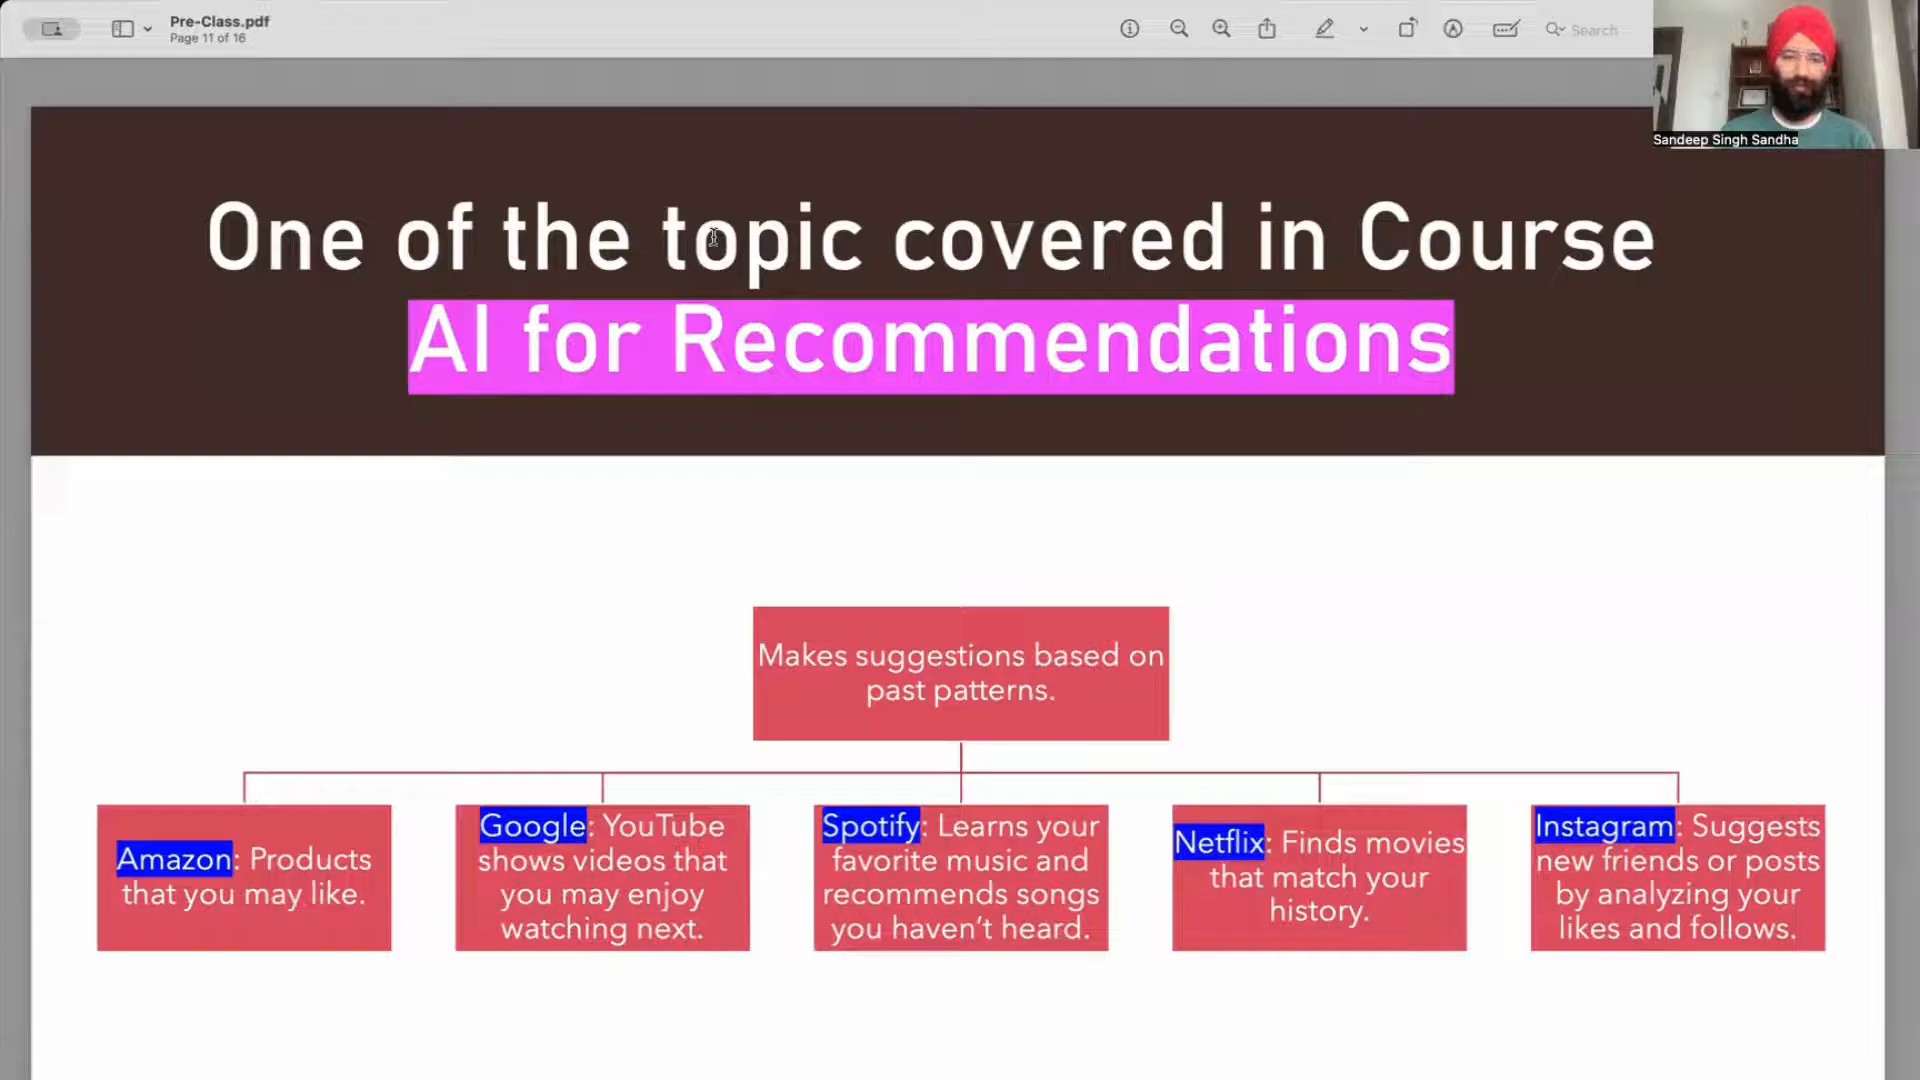 Pre-Class.pdf
Page 11 of 16
Search
Sandeep Singh Sandha
One of the topic covered in Course
AI for Recommendations
Makes suggestions based on
past patterns.
Amazon: Products
that you may like.
Google: YouTube
shows videos that
you may enjoy
watching next.
Spotify: Learns your
favorite music and
recommends songs
you haven’t heard.
Netflix: Finds movies
that match your
history.
Instagram: Suggests
new friends or posts
by analyzing your
likes and follows.